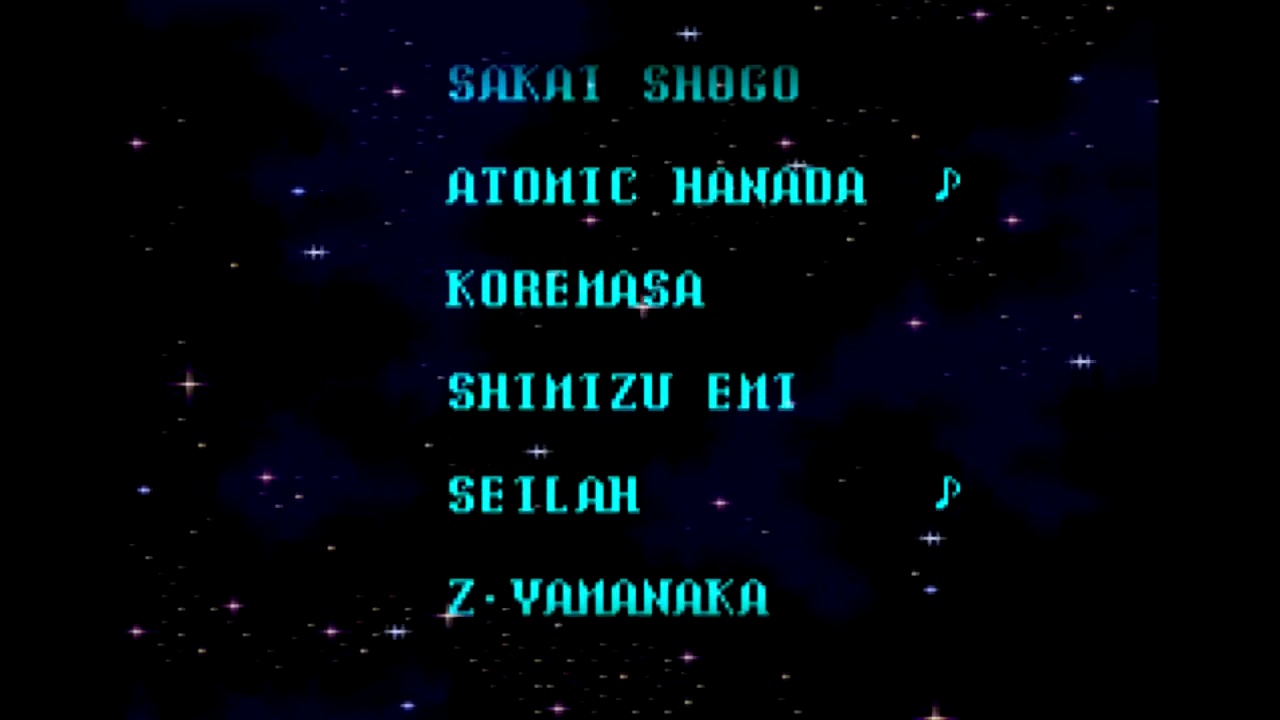 SAKAI SHOGO
ATOMIC HANADA ♪
KOREMASA
SHIMIZU EMI
SEILAH ♪
Z·YAMANAKA